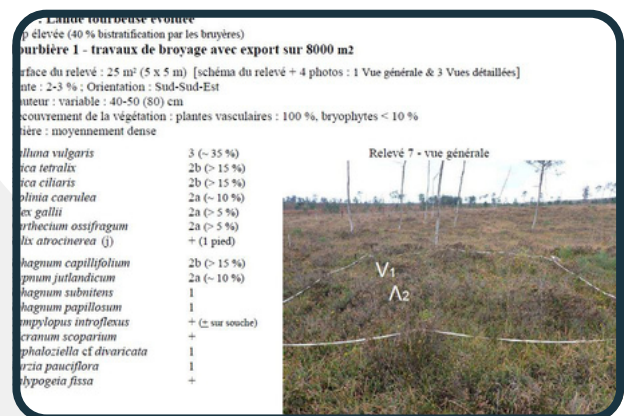 : Lande tourbeuse évoluée
p élevée (40 % bistratification par les bruyères)
ourbière 1 - travaux de broyage avec export sur 8000 m2
rface du relevé : 25 m² (5 x 5 m) [schéma du relevé + 4 photos : 1 Vue générale & 3 Vues détaillées]
nte : 2-3 % ; Orientation : Sud-Sud-Est
uteur : variable : 40-50 (80) cm
ecouvrement de la végétation : plantes vasculaires : 100 %, bryophytes < 10 %
tière : moyennement dense
lluna vulgaris 3 (~ 35 %)
Relevé 7 - vue générale
ica tetralix 2b (> 15 %)
ica ciliaris 2b (> 15 %)
olinia caerulea 2a (~ 10 %)
ex gallii 2a (> 5 %)
arthecium ossifragum 2a (> 5 %)
lix atrocinerea (j) + (1 pied)
hagnum capillifolium 2b (> 15 %)
ypnum jutlandicum 2a (~ 10 %)
hagnum subnitens 1
hagnum papillosum 1
mpylopus introflexus + (± sur souche)
cranum scoparium +
phaloziella cf divaricata 1
rzia pauciflora 1
lypogeia fissa +
V1
Λ2